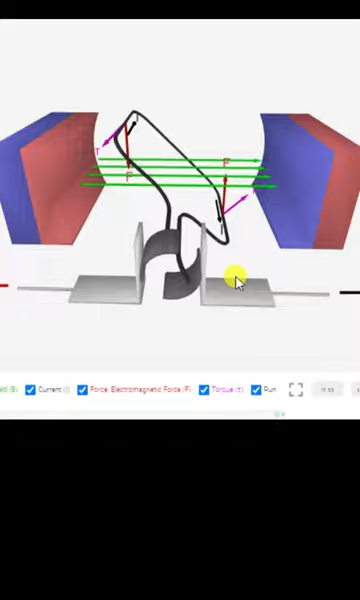 I
T
F
F
T
I
eld (B) Current (I) Force, Electromagnetic Force (F) Torque (τ) Run